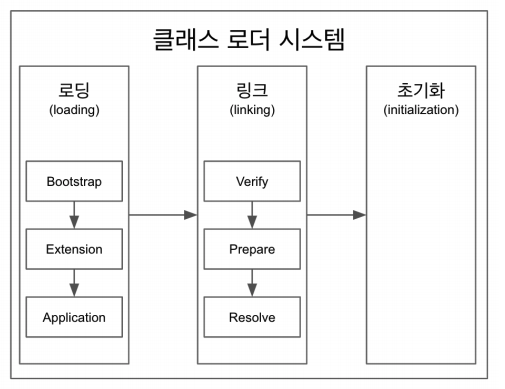 클래스 로더 시스템
로딩
(loading)
Bootstrap
Extension
Application
링크
(linking)
Verify
Prepare
Resolve
초기화
(initialization)